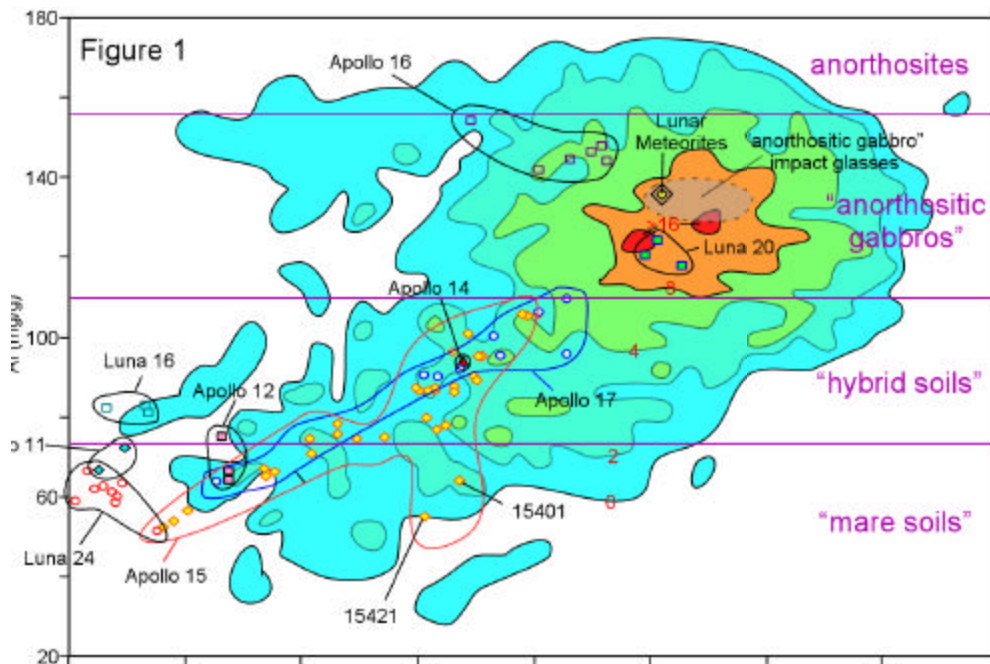 180
Figure 1
Apollo 16
anorthosites
Lunar
Meteorites
"anorthositic gabbro"
impact glasses
140
"anorthositic
gabbros"
>16
Luna 20
8
Apollo 14
100
4
Luna 16
Apollo 12
Apollo 17
"hybrid soils"
11
2
60
0
15401
"mare soils"
Luna 24
Apollo 15
15421
20